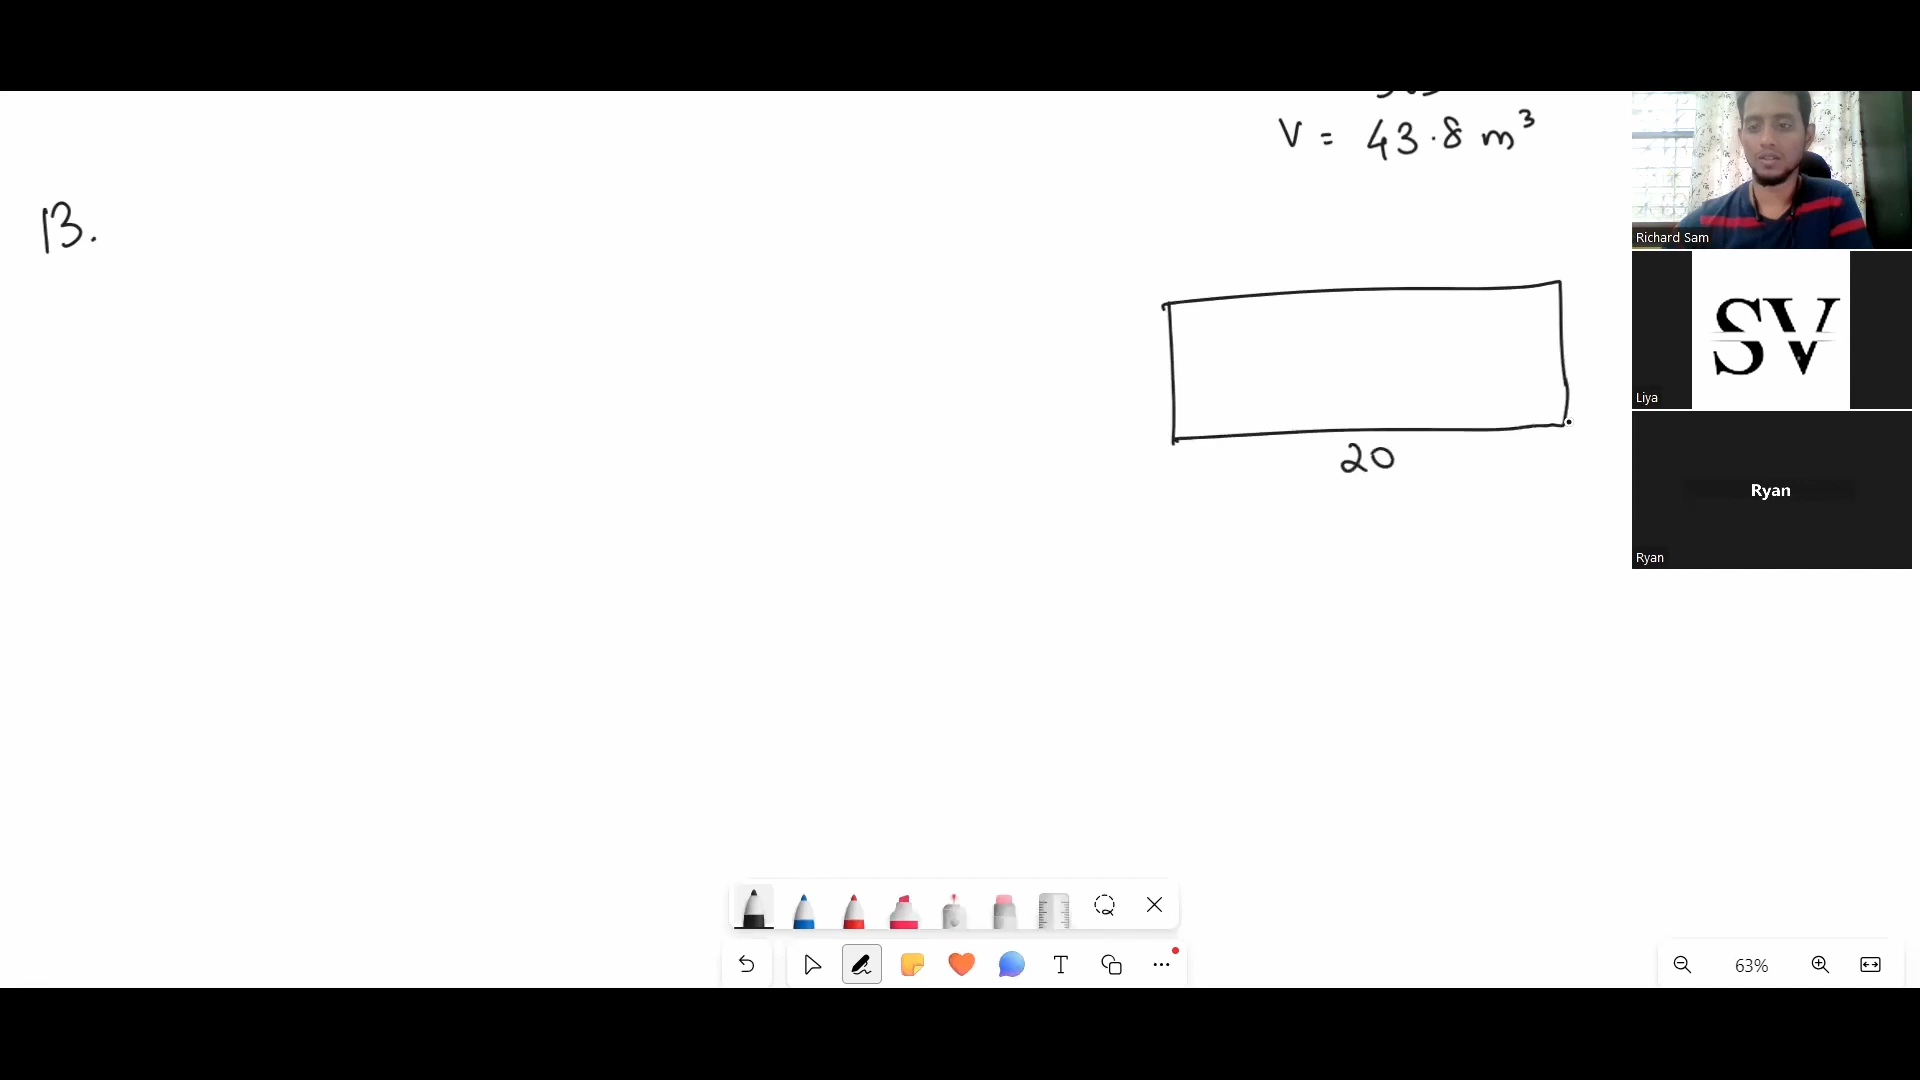 V = 43.8 m³
13.
20
Richard Sam
SV
Liya
Ryan
Ryan
63%